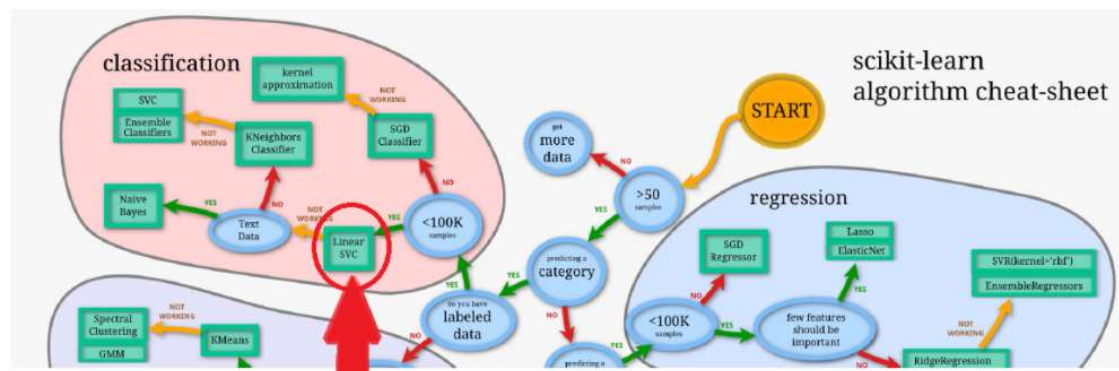 scikit-learn
algorithm cheat-sheet
classification
kernel
approximation
NOT
WORKING
SVC
Ensemble
Classifiers
NOT
WORKING
KNeighbors
Classifier
SGD
Classifier
NO
Naive
Bayes
YES
Text
Data
NO
NOT
WORKING
Linear
SVC
YES
<100K
samples
YES
START
get
more
data
NO
>50
samples
YES
predicting a
category
YES
NO
do you have
labeled
data
NO
predicting a
YES
regression
SGD
Regressor
NO
Lasso
ElasticNet
YES
SVR(kernel='rbf')
EnsembleRegressors
NOT
WORKING
<100K
samples
YES
few features
should be
important
NO
RidgeRegression
Spectral
Clustering
GMM
NOT
WORKING
KMeans